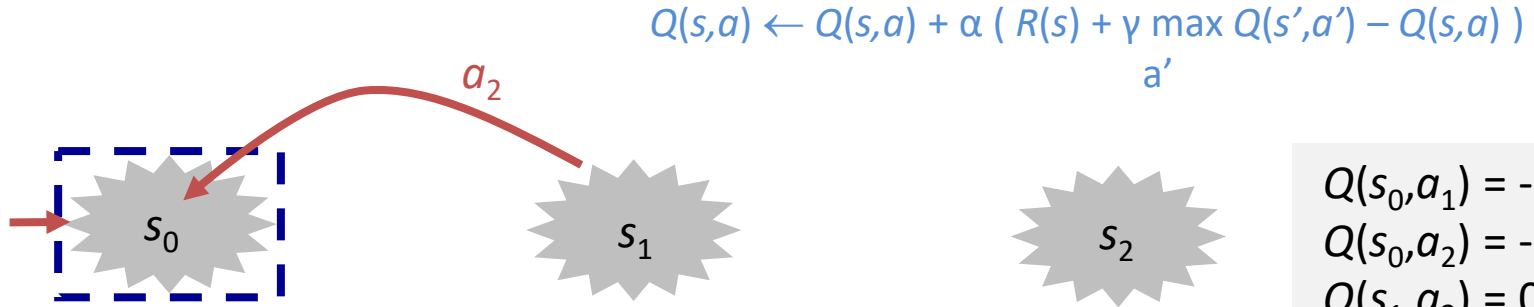 Q(s,a) ← Q(s,a) + α ( R(s) + γ max Q(s′,a′) – Q(s,a) )
a′
a₂
s₀
s₁
s₂
Q(s₀,a₁) = -
Q(s₀,a₂) = -